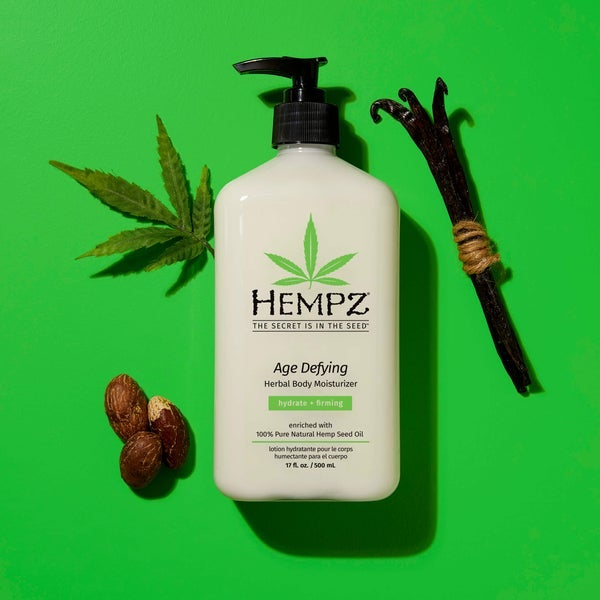 HEMPZ®
THE SECRET IS IN THE SEED™
Age Defying
Herbal Body Moisturizer
hydrate + firming
enriched with
100% Pure Natural Hemp Seed Oil
lotion hydratante pour le corps
humectante para el cuerpo
17 fl. oz. / 500 mL